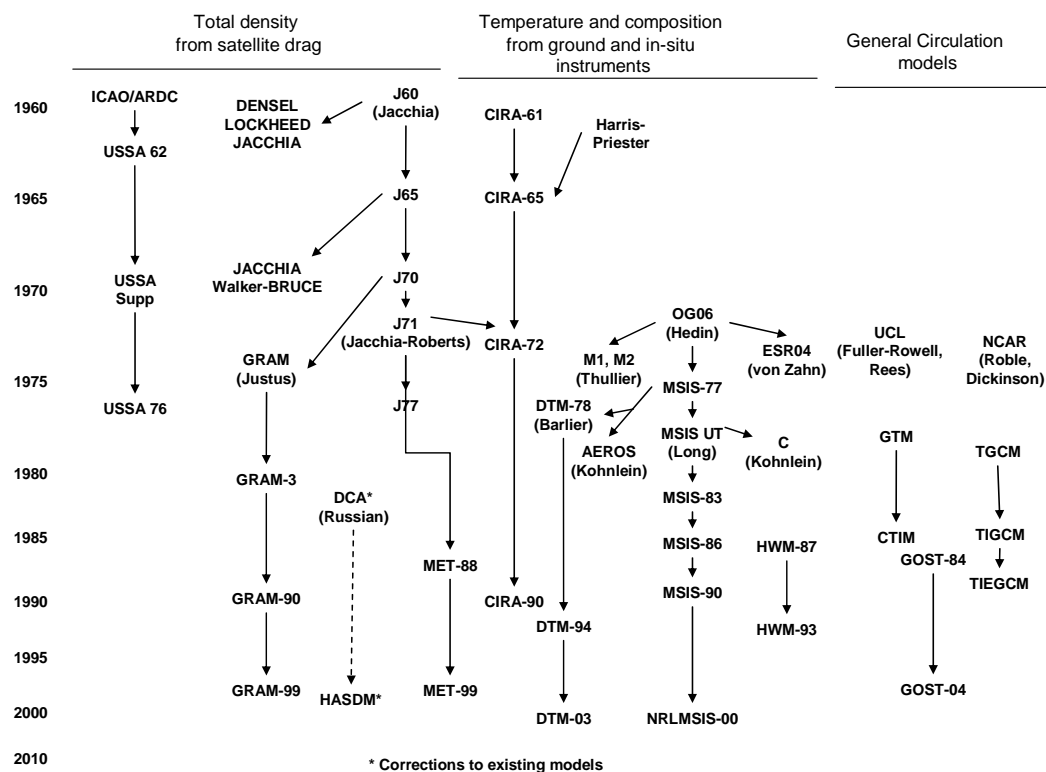 Total density
from satellite drag
Temperature and composition
from ground and in-situ
instruments
General Circulation
models
1960
1965
1970
1975
1980
1985
1990
1995
2000
2010
ICAO/ARDC
USSA 62
USSA
Supp
USSA 76
DENSEL
LOCKHEED
JACCHIA
JACCHIA
Walker-BRUCE
GRAM
(Justus)
GRAM-3
GRAM-90
GRAM-99
DCA*
(Russian)
HASDM*
J60
(Jacchia)
J65
J70
J71
(Jacchia-Roberts)
J77
MET-88
MET-99
CIRA-61
Harris-
Priester
CIRA-65
CIRA-72
CIRA-90
OG06
(Hedin)
M1, M2
(Thullier)
ESR04
(von Zahn)
MSIS-77
DTM-78
(Barlier)
AEROS
(Kohnlein)
MSIS UT
(Long)
C
(Kohnlein)
MSIS-83
MSIS-86
MSIS-90
NRLMSIS-00
HWM-87
HWM-93
DTM-94
DTM-03
UCL
(Fuller-Rowell,
Rees)
NCAR
(Roble,
Dickinson)
GTM
CTIM
TGCM
TIGCM
TIEGCM
GOST-84
GOST-04
* Corrections to existing models